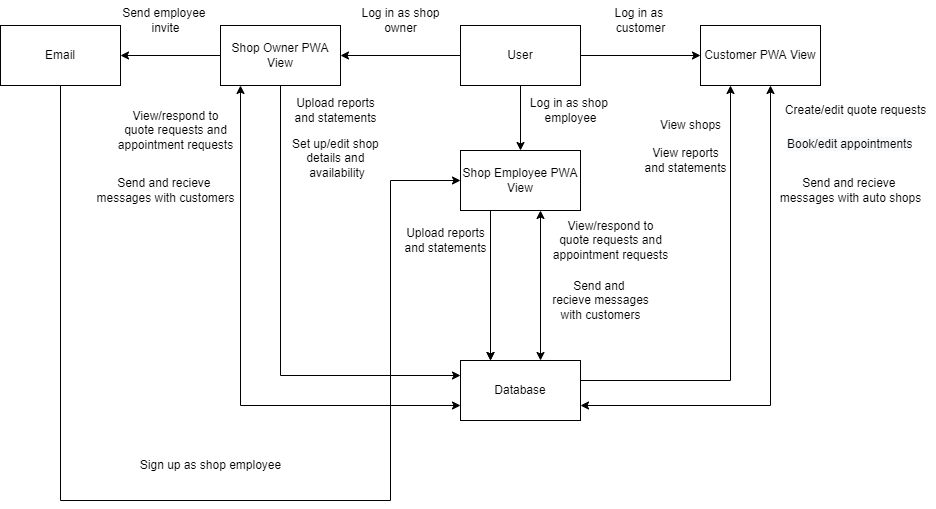 Send employee
invite
Log in as shop
owner
Log in as
customer
Email
Shop Owner PWA
View
User
Customer PWA View
View/respond to
quote requests and
appointment requests
Send and recieve
messages with customers
Upload reports
and statements
Set up/edit shop
details and
availability
Log in as shop
employee
View shops
View reports
and statements
Create/edit quote requests
Book/edit appointments
Send and recieve
messages with auto shops
Shop Employee PWA
View
Upload reports
and statements
View/respond to
quote requests and
appointment requests
Send and
recieve messages
with customers
Database
Sign up as shop employee